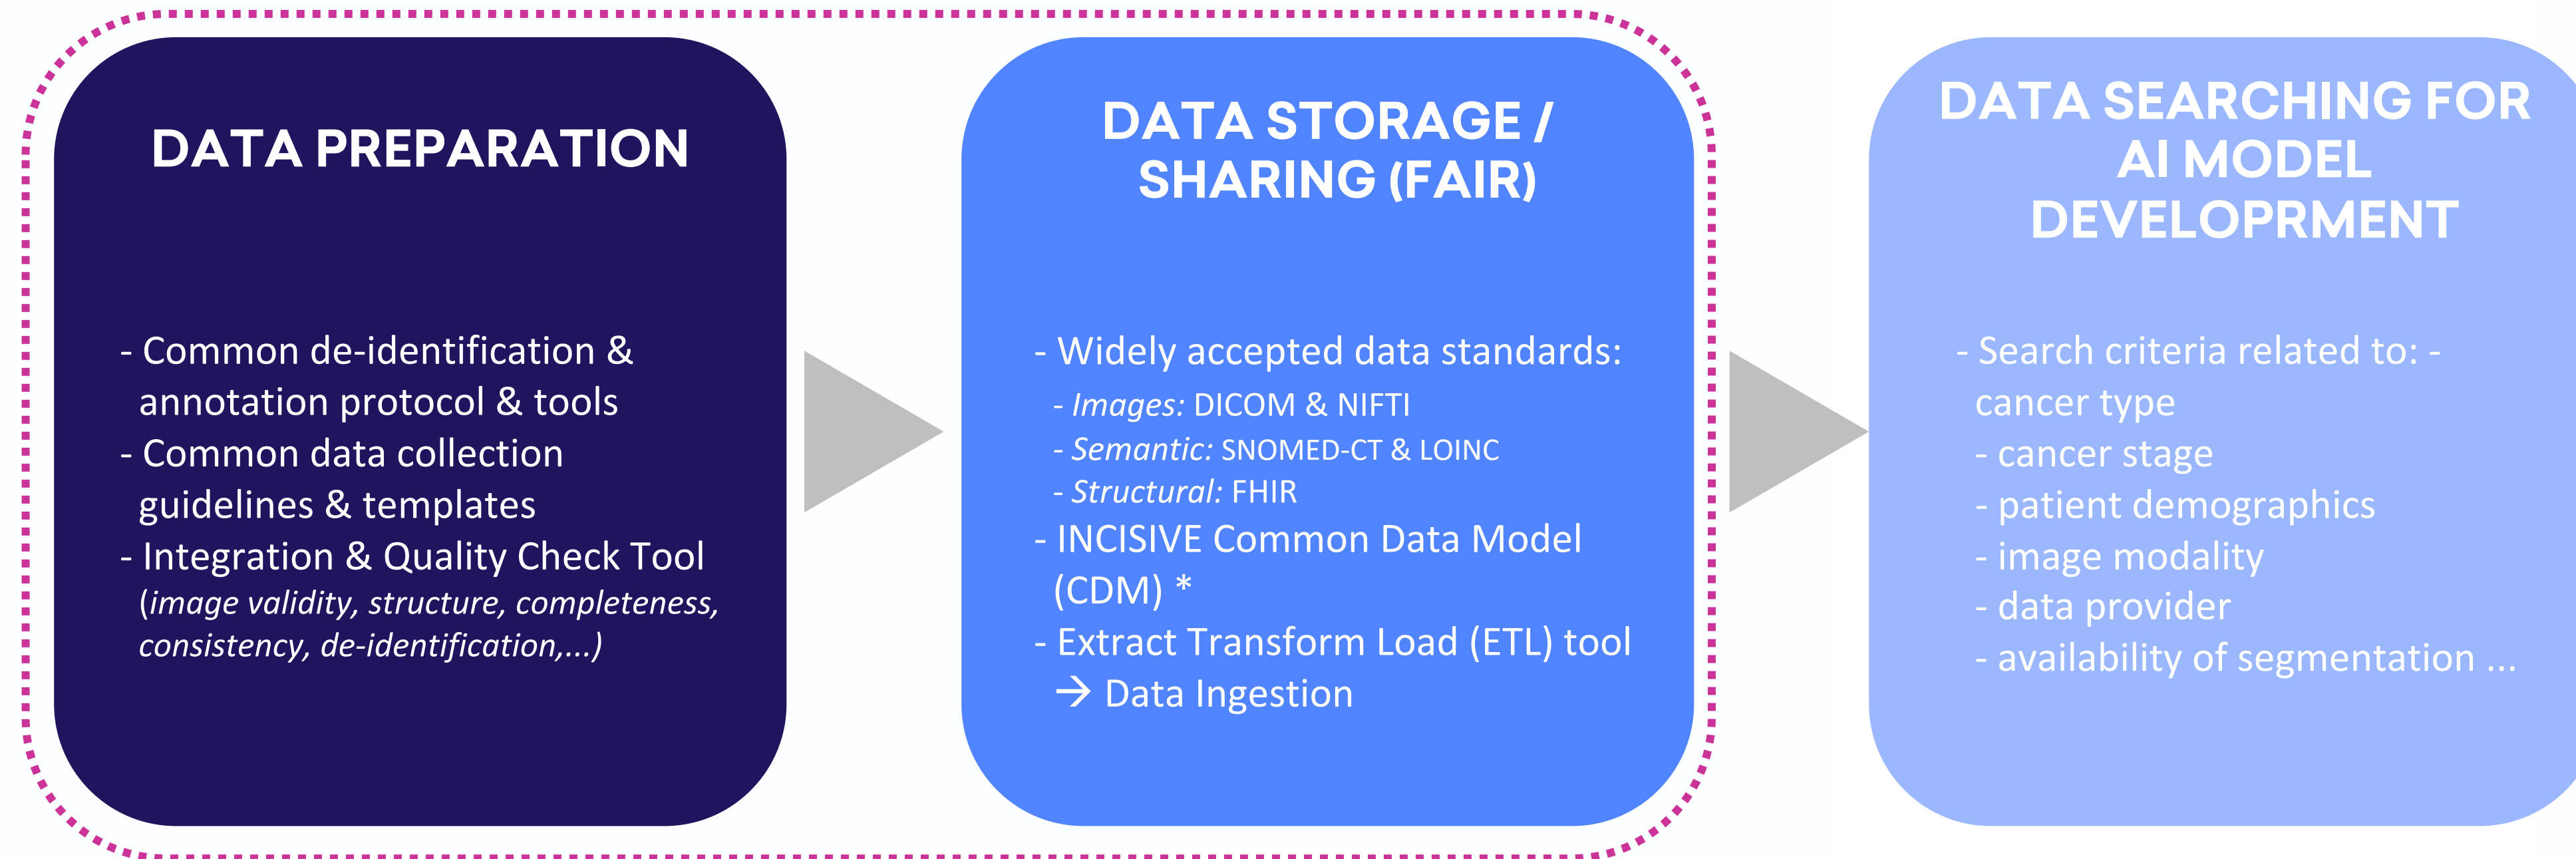 DATA PREPARATION
- Common de-identification &
annotation protocol & tools
- Common data collection
guidelines & templates
- Integration & Quality Check Tool
(image validity, structure, completeness,
consistency, de-identification,...)
DATA STORAGE /
SHARING (FAIR)
- Widely accepted data standards:
- Images: DICOM & NIFTI
- Semantic: SNOMED-CT & LOINC
- Structural: FHIR
- INCISIVE Common Data Model
(CDM) *
- Extract Transform Load (ETL) tool
→ Data Ingestion
DATA SEARCHING FOR
AI MODEL
DEVELOPRMENT
- Search criteria related to: -
cancer type
- cancer stage
- patient demographics
- image modality
- data provider
- availability of segmentation ...